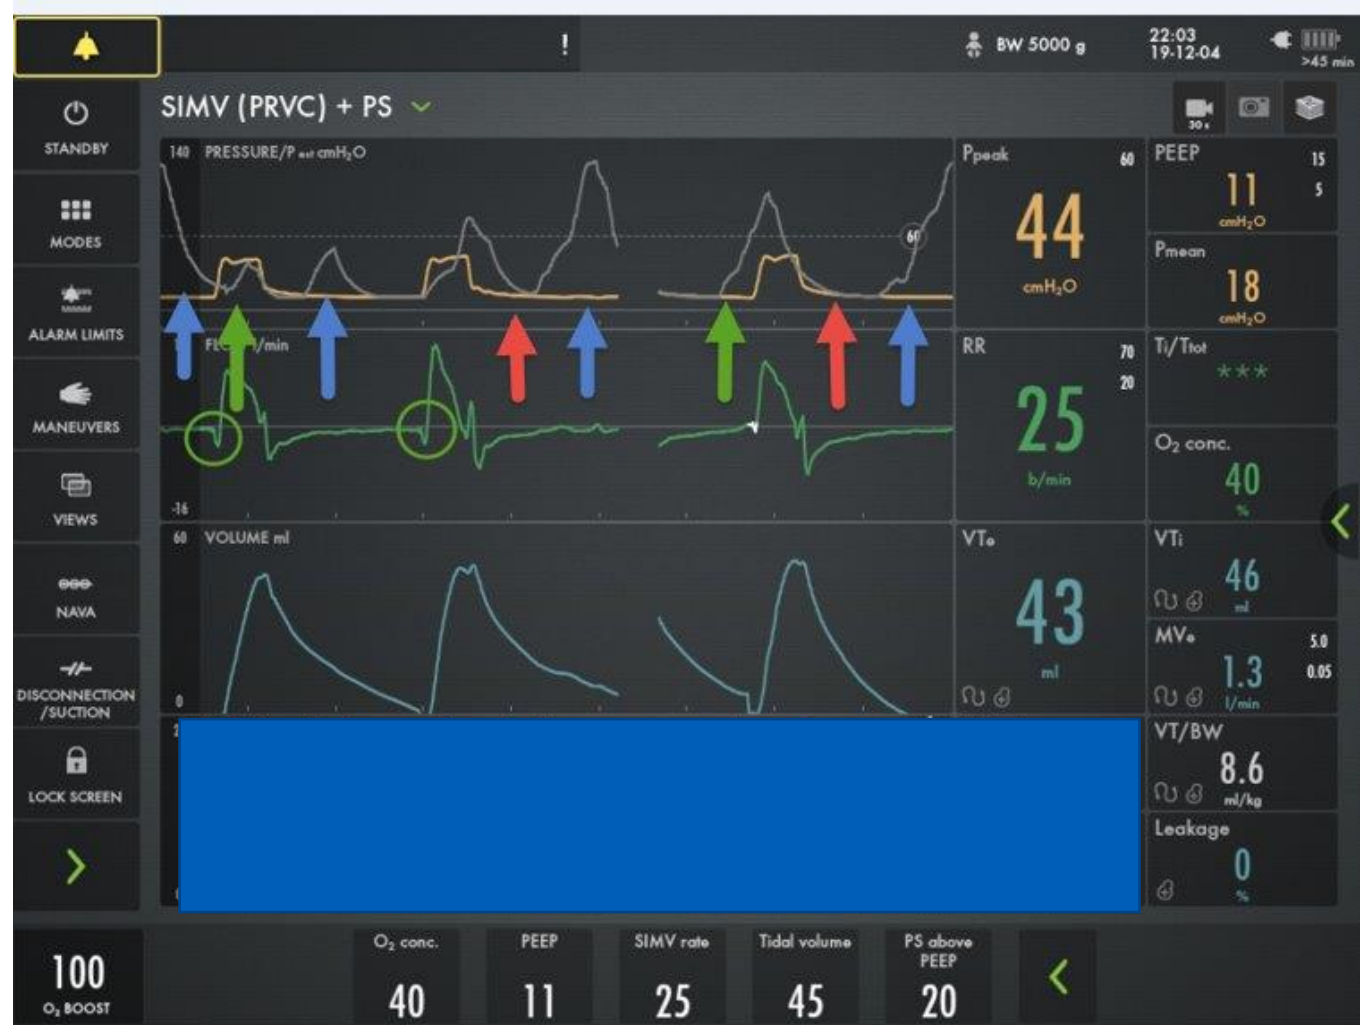 !
BW 5000 g
22:03
19-12-04
>45 min
STANDBY
SIMV (PRVC) + PS
30 s
MODES
140 PRESSURE/P est cmH2O
60
Ppeak 60
44
cmH2O
PEEP 15
11 5
cmH2O
Pmean
18
cmH2O
ALARM LIMITS
l/min
RR 70
20
25
b/min
Ti/Ttot
***
MANEUVERS
O2 conc.
40
%
VIEWS
-16
60 VOLUME ml
0
VTe
43
ml
VTi
46
ml
NAVA
MVe 5.0
1.3 0.05
l/min
DISCONNECTION
/SUCTION
VT/BW
8.6
ml/kg
LOCK SCREEN
Leakage
0
%
100
O2 BOOST
O2 conc.
40
PEEP
11
SIMV rate
25
Tidal volume
45
PS above
PEEP
20